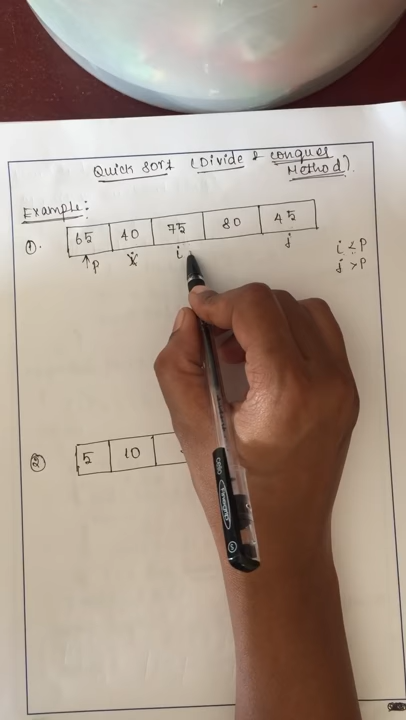 Quick sort (Divide & conquer
Method).
Example:
1. 65 40 75 80 45
P i i j
i ≤ P
j > P
2. 5 10